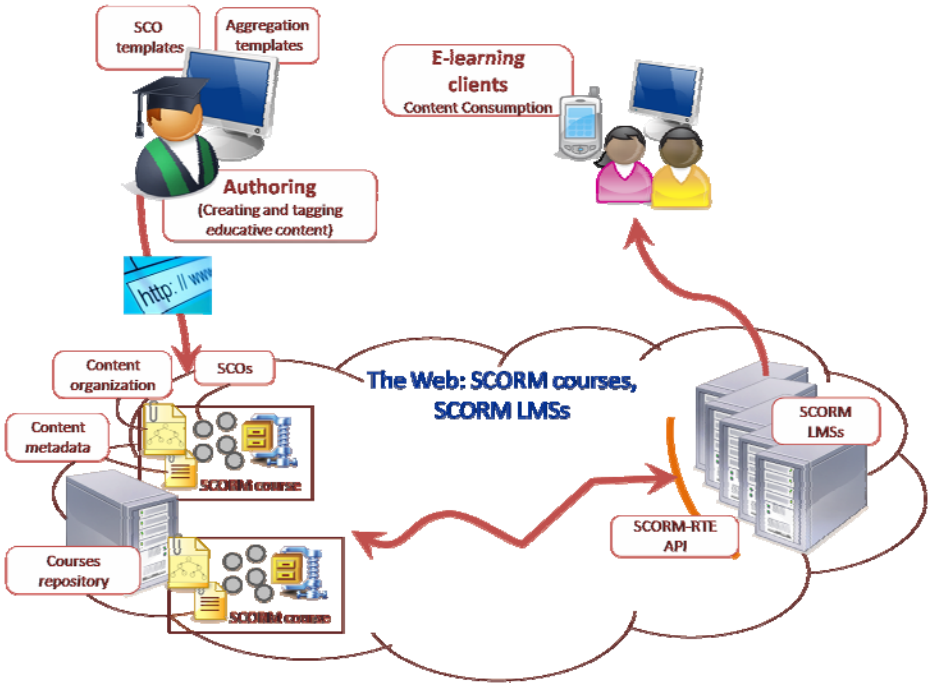 SCO
templates
Aggregation
templates
E-learning
clients
Content Consumption
Authoring
(Creating and tagging
educative content)
http: // www
Content
organization
SCOs
The Web: SCORM courses,
SCORM LMSs
Content
metadata
SCORM course
SCORM
LMSs
SCORM-RTE
API
Courses
repository
SCORM course